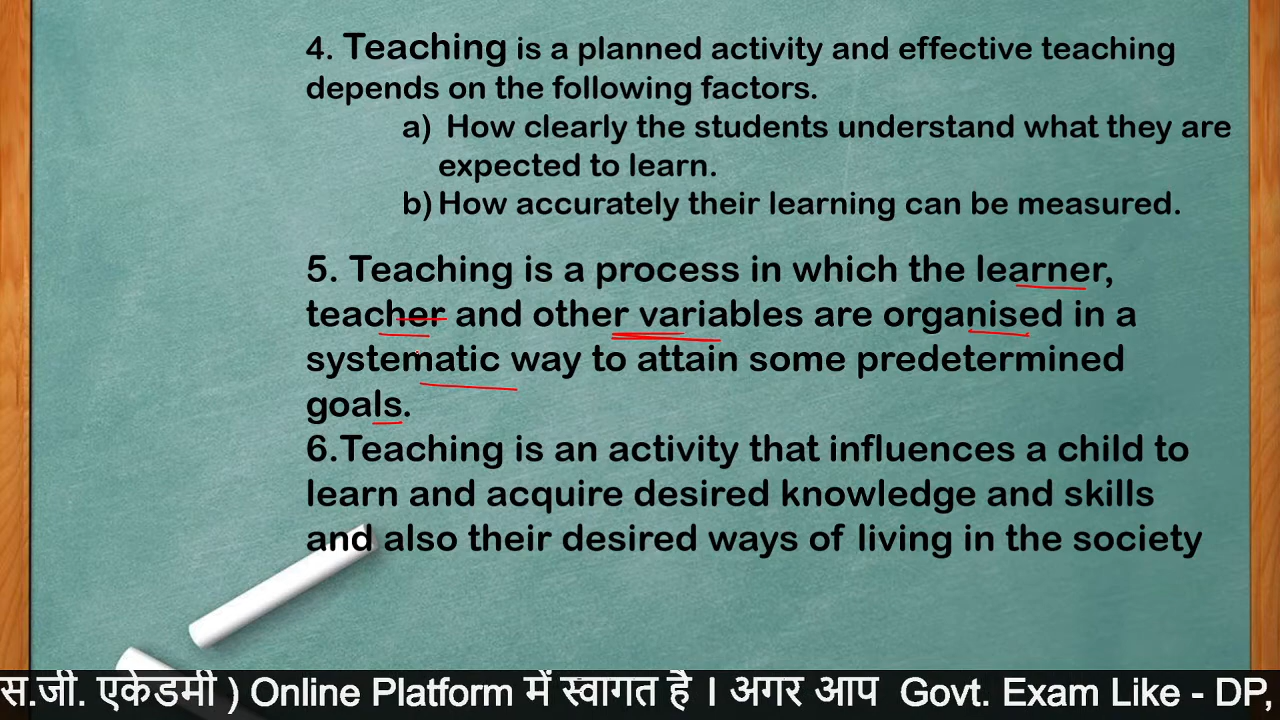 4. Teaching is a planned activity and effective teaching
depends on the following factors.
a) How clearly the students understand what they are
expected to learn.
b) How accurately their learning can be measured.
5. Teaching is a process in which the learner,
teacher and other variables are organised in a
systematic way to attain some predetermined
goals.
6.Teaching is an activity that influences a child to
learn and acquire desired knowledge and skills
and also their desired ways of living in the society
स.जी. एकेडमी ) Online Platform में स्वागत है । अगर आप Govt. Exam Like - DP,